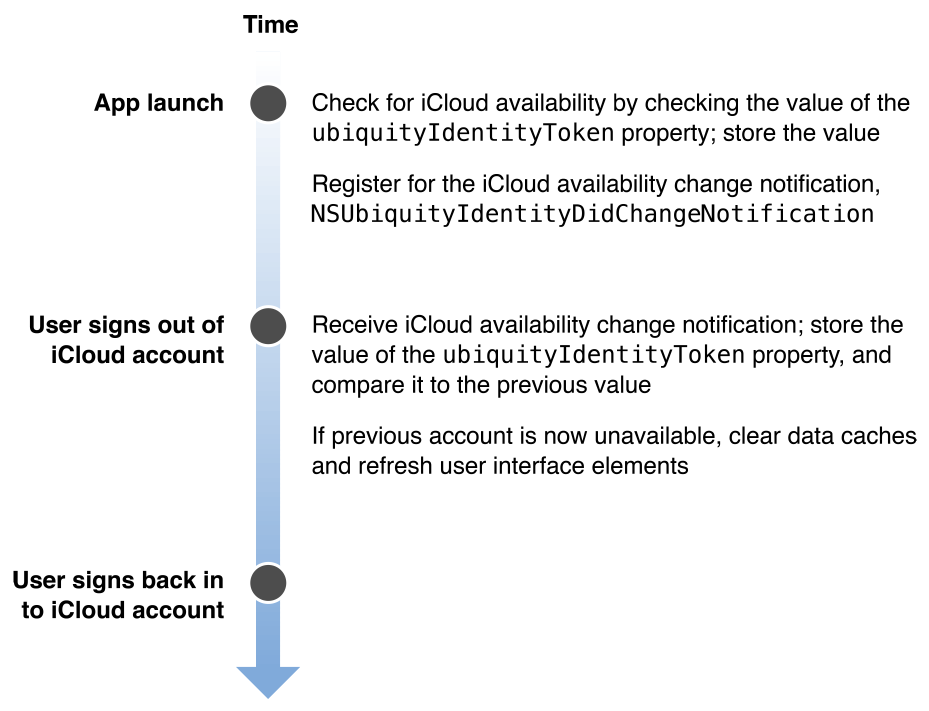 Time
App launch
Check for iCloud availability by checking the value of the
ubiquityIdentityToken property; store the value
Register for the iCloud availability change notification,
NSUbiquityIdentityDidChangeNotification
User signs out of
iCloud account
Receive iCloud availability change notification; store the
value of the ubiquityIdentityToken property, and
compare it to the previous value
If previous account is now unavailable, clear data caches
and refresh user interface elements
User signs back in
to iCloud account